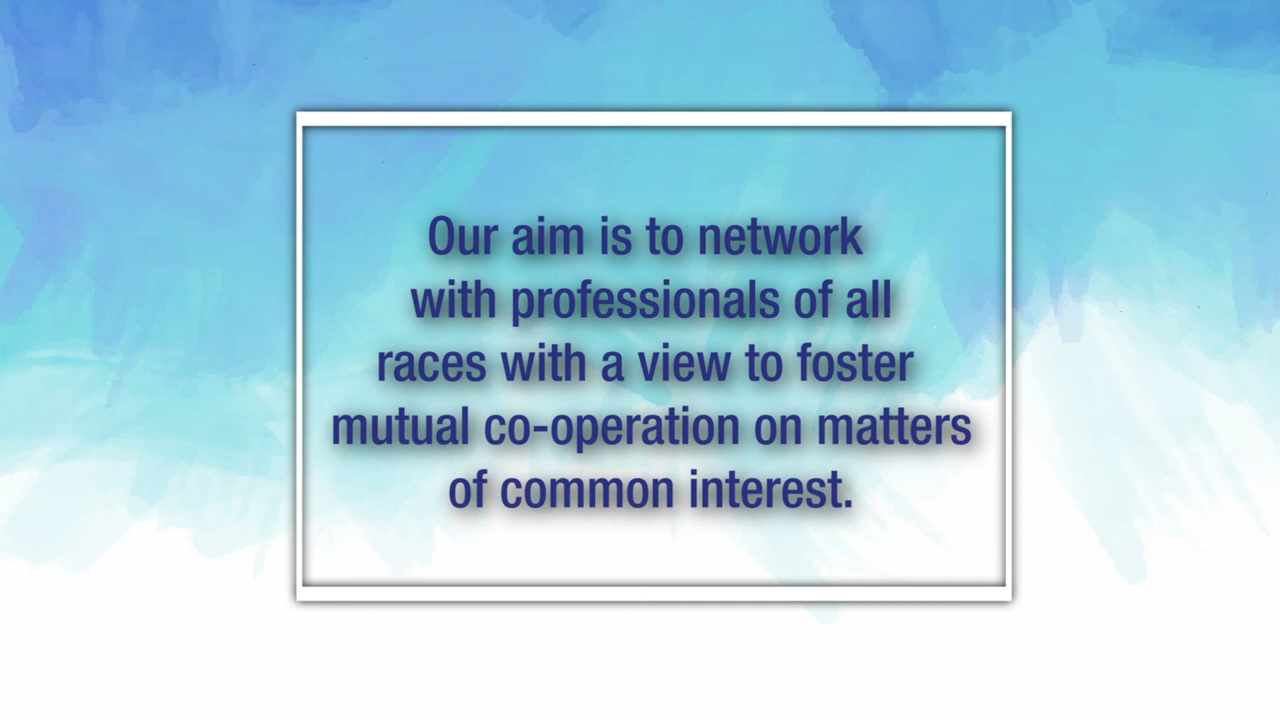 Our aim is to network
with professionals of all
races with a view to foster
mutual co-operation on matters
of common interest.